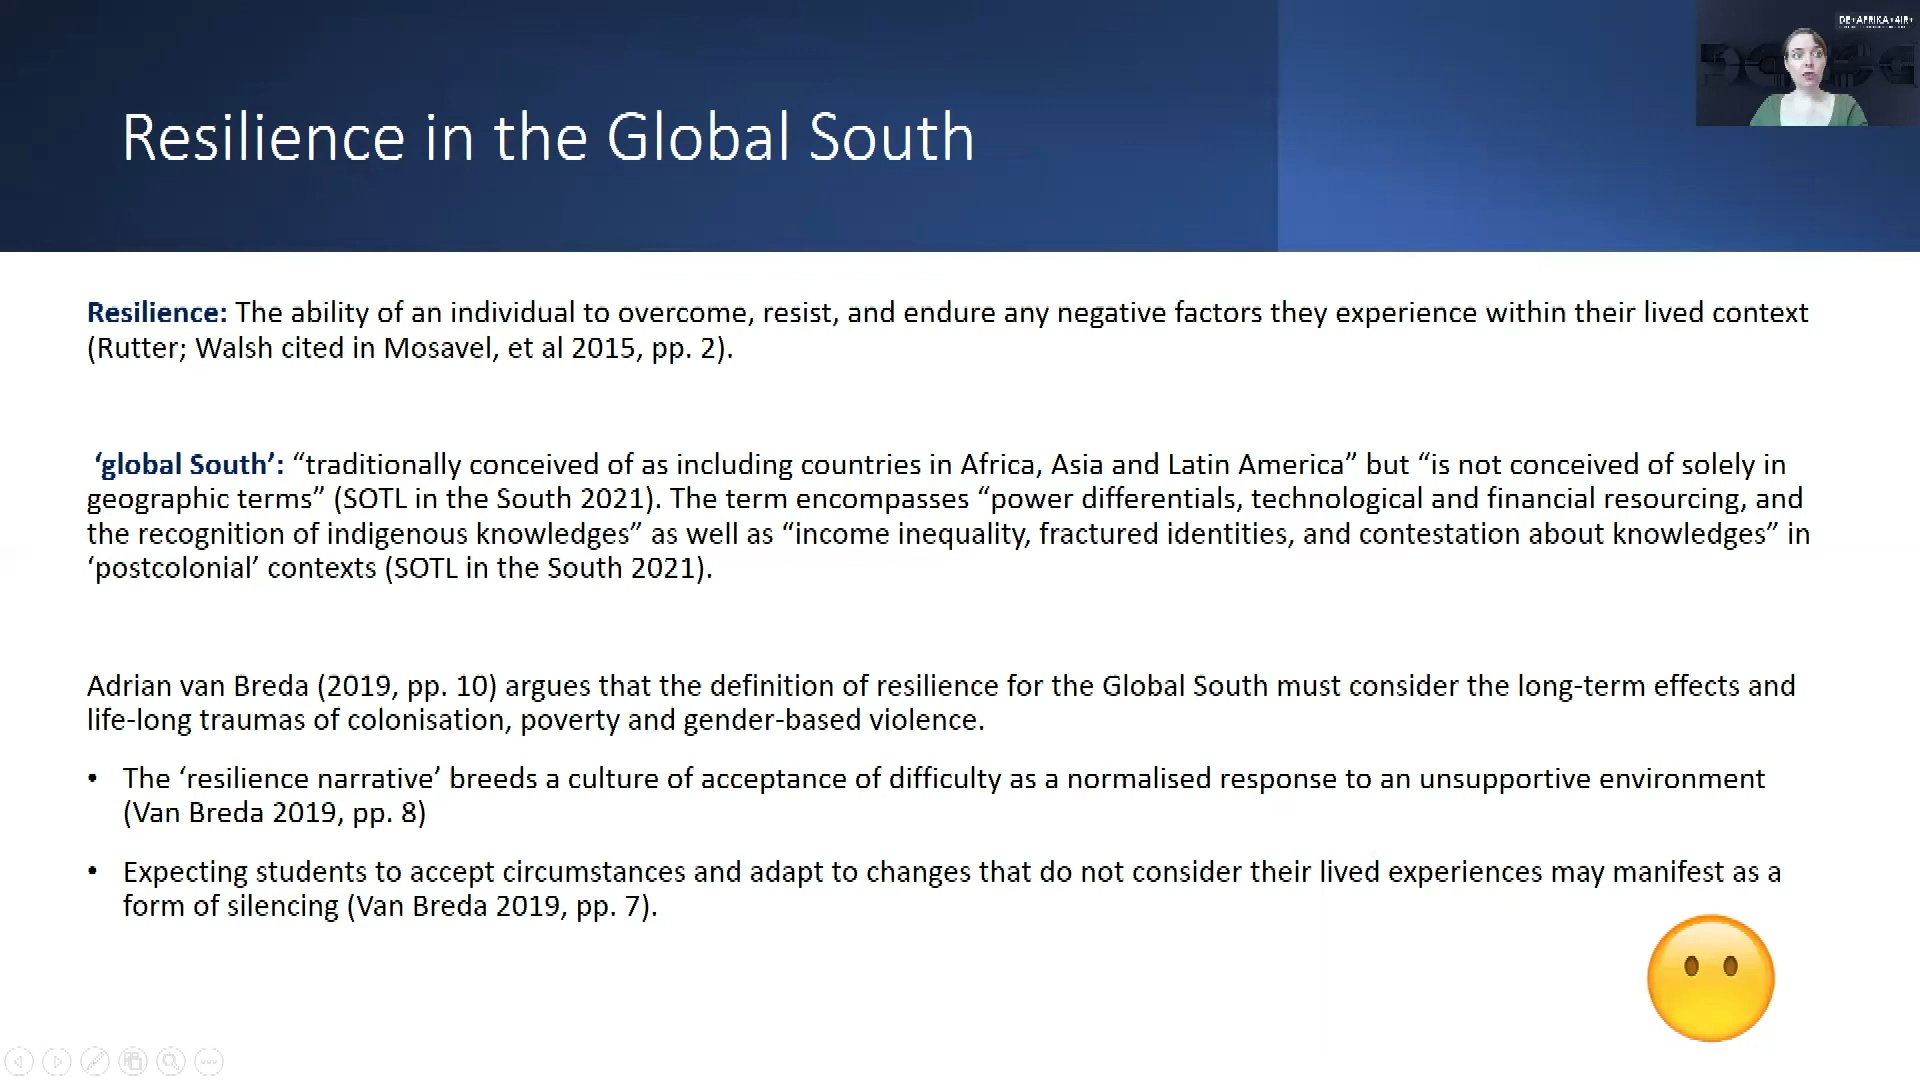 DE+AFRIKA+4IR+
Resilience in the Global South
Resilience: The ability of an individual to overcome, resist, and endure any negative factors they experience within their lived context
(Rutter; Walsh cited in Mosavel, et al 2015, pp. 2).
‘global South’: “traditionally conceived of as including countries in Africa, Asia and Latin America” but “is not conceived of solely in
geographic terms” (SOTL in the South 2021). The term encompasses “power differentials, technological and financial resourcing, and
the recognition of indigenous knowledges” as well as “income inequality, fractured identities, and contestation about knowledges” in
‘postcolonial’ contexts (SOTL in the South 2021).
Adrian van Breda (2019, pp. 10) argues that the definition of resilience for the Global South must consider the long-term effects and
life-long traumas of colonisation, poverty and gender-based violence.
• The ‘resilience narrative’ breeds a culture of acceptance of difficulty as a normalised response to an unsupportive environment
(Van Breda 2019, pp. 8)
• Expecting students to accept circumstances and adapt to changes that do not consider their lived experiences may manifest as a
form of silencing (Van Breda 2019, pp. 7).